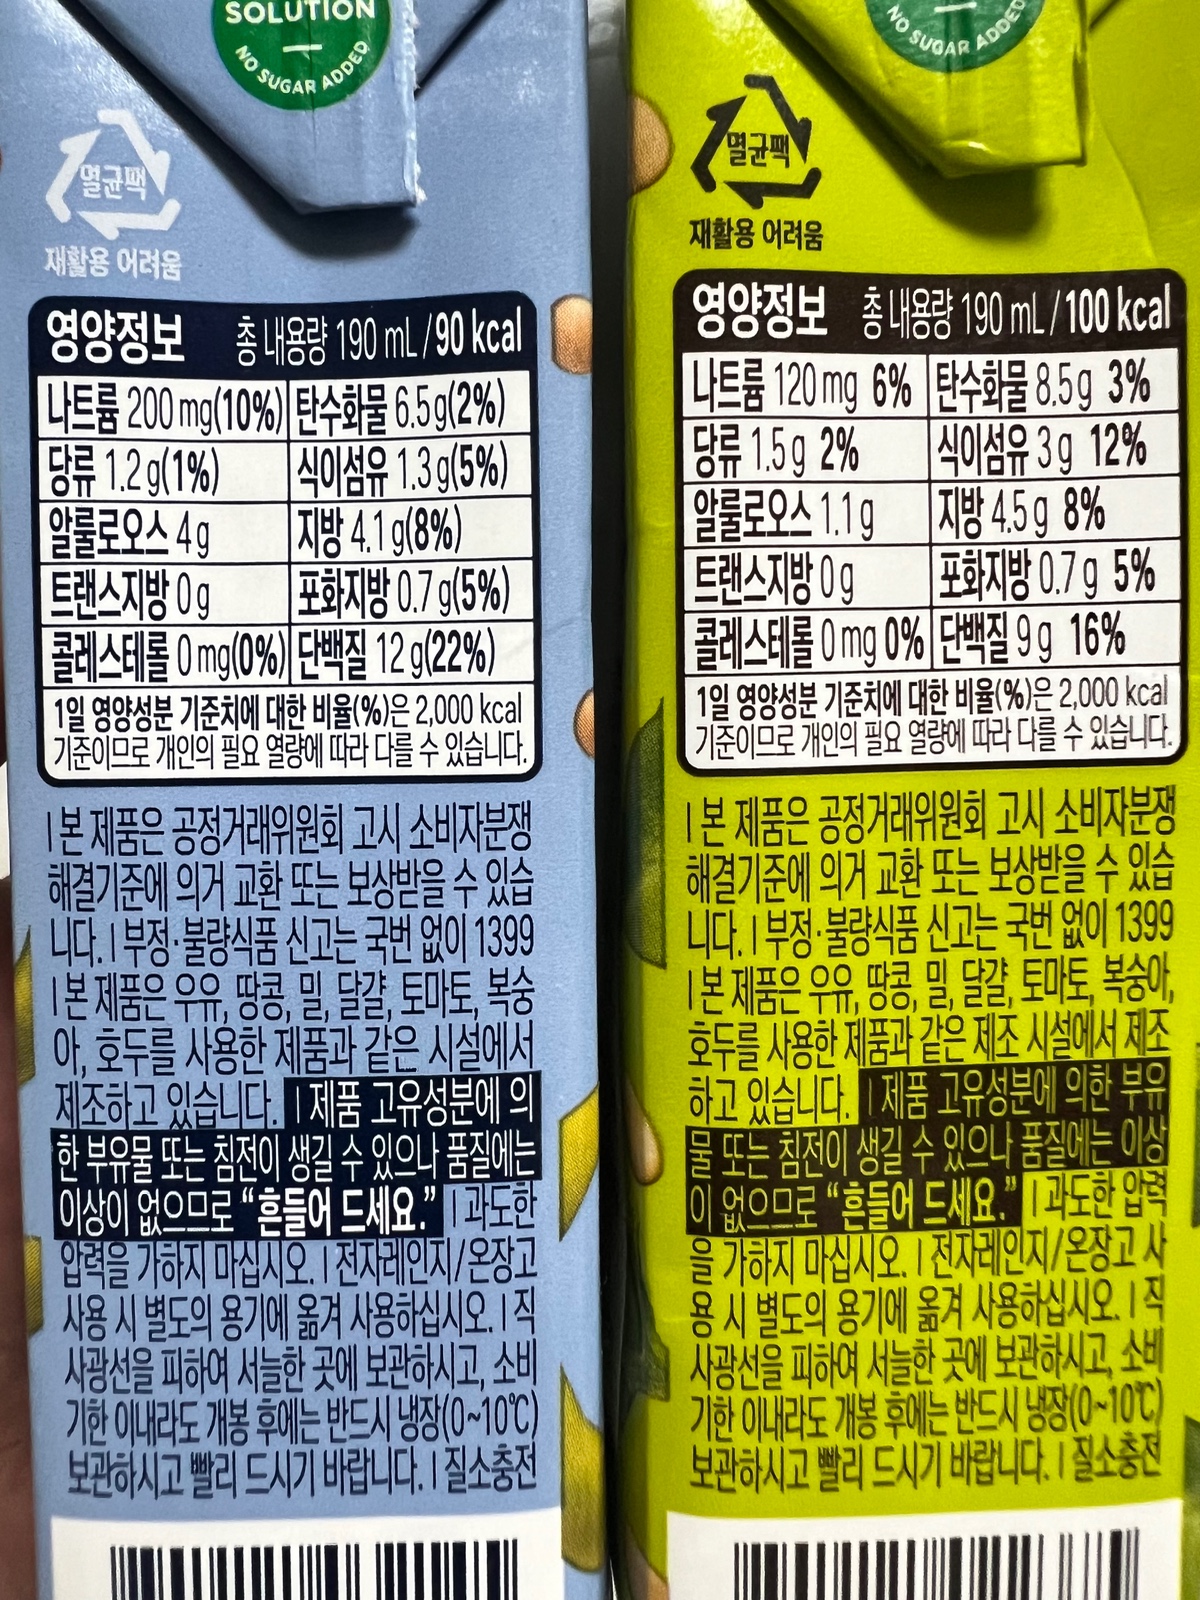 SOLUTION
NO SUGAR ADDED
멸균팩
재활용 어려움
영양정보 총 내용량 190 mL / 90 kcal
나트륨 200 mg(10%) 탄수화물 6.5 g(2%)
당류 1.2 g(1%) 식이섬유 1.3 g(5%)
알룰로오스 4 g 지방 4.1 g(8%)
트랜스지방 0 g 포화지방 0.7 g(5%)
콜레스테롤 0 mg(0%) 단백질 12 g(22%)
1일 영양성분 기준치에 대한 비율(%)은 2,000 kcal
기준이므로 개인의 필요 열량에 따라 다를 수 있습니다.
| 본 제품은 공정거래위원회 고시 소비자분쟁
해결기준에 의거 교환 또는 보상받을 수 있습
니다. | 부정·불량식품 신고는 국번 없이 1399
| 본 제품은 우유, 땅콩, 밀, 달걀, 토마토, 복숭
아, 호두를 사용한 제품과 같은 시설에서
제조하고 있습니다. | 제품 고유성분에 의
한 부유물 또는 침전이 생길 수 있으나 품질에는
이상이 없으므로 “흔들어 드세요.” | 과도한
압력을 가하지 마십시오. | 전자레인지/온장고
사용 시 별도의 용기에 옮겨 사용하십시오. | 직
사광선을 피하여 서늘한 곳에 보관하시고, 소비
기한 이내라도 개봉 후에는 반드시 냉장(0~10℃)
보관하시고 빨리 드시기 바랍니다. | 질소충전
NO SUGAR ADDED
멸균팩
재활용 어려움
영양정보 총 내용량 190 mL / 100 kcal
나트륨 120 mg 6% 탄수화물 8.5 g 3%
당류 1.5 g 2% 식이섬유 3 g 12%
알룰로오스 1.1 g 지방 4.5 g 8%
트랜스지방 0 g 포화지방 0.7 g 5%
콜레스테롤 0 mg 0% 단백질 9 g 16%
1일 영양성분 기준치에 대한 비율(%)은 2,000 kcal
기준이므로 개인의 필요 열량에 따라 다를 수 있습니다.
| 본 제품은 공정거래위원회 고시 소비자분쟁
해결기준에 의거 교환 또는 보상받을 수 있습
니다. | 부정·불량식품 신고는 국번 없이 1399
| 본 제품은 우유, 땅콩, 밀, 달걀, 토마토, 복숭아,
호두를 사용한 제품과 같은 제조 시설에서 제조
하고 있습니다. | 제품 고유성분에 의한 부유
물 또는 침전이 생길 수 있으나 품질에는 이상
이 없으므로 “흔들어 드세요.” | 과도한 압력
을 가하지 마십시오. | 전자레인지/온장고 사
용 시 별도의 용기에 옮겨 사용하십시오. | 직
사광선을 피하여 서늘한 곳에 보관하시고, 소비
기한 이내라도 개봉 후에는 반드시 냉장(0~10℃)
보관하시고 빨리 드시기 바랍니다. | 질소충전